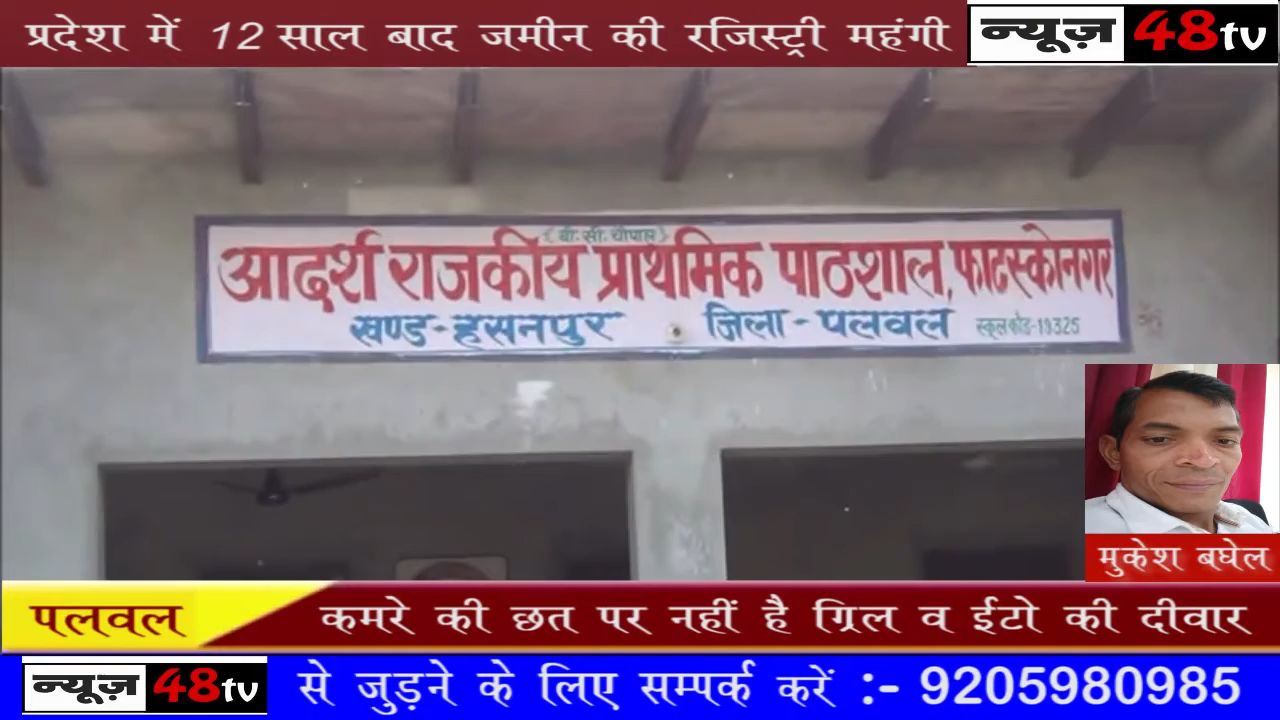 प्रदेश में 12 साल बाद जमीन की रजिस्ट्री महंगी
न्यूज़ 48tv
(बी.सी.चौपाल)
आदर्श राजकीय प्राथमिक पाठशाला, फाटस्कोनगर
खण्ड-हसनपुर जिला-पलवल स्कूल कोड-19325
मुकेश बघेल
पलवल कमरे की छत पर नहीं है ग्रिल व ईटो की दीवार
न्यूज़ 48tv से जुड़ने के लिए सम्पर्क करें :- 9205980985